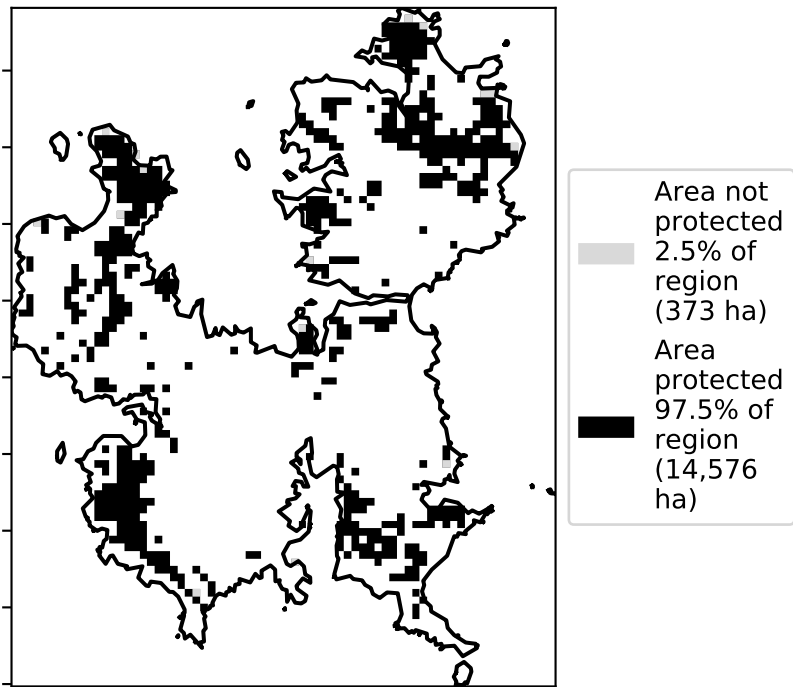 Area not
protected
2.5% of
region
(373 ha)
Area
protected
97.5% of
region
(14,576
ha)